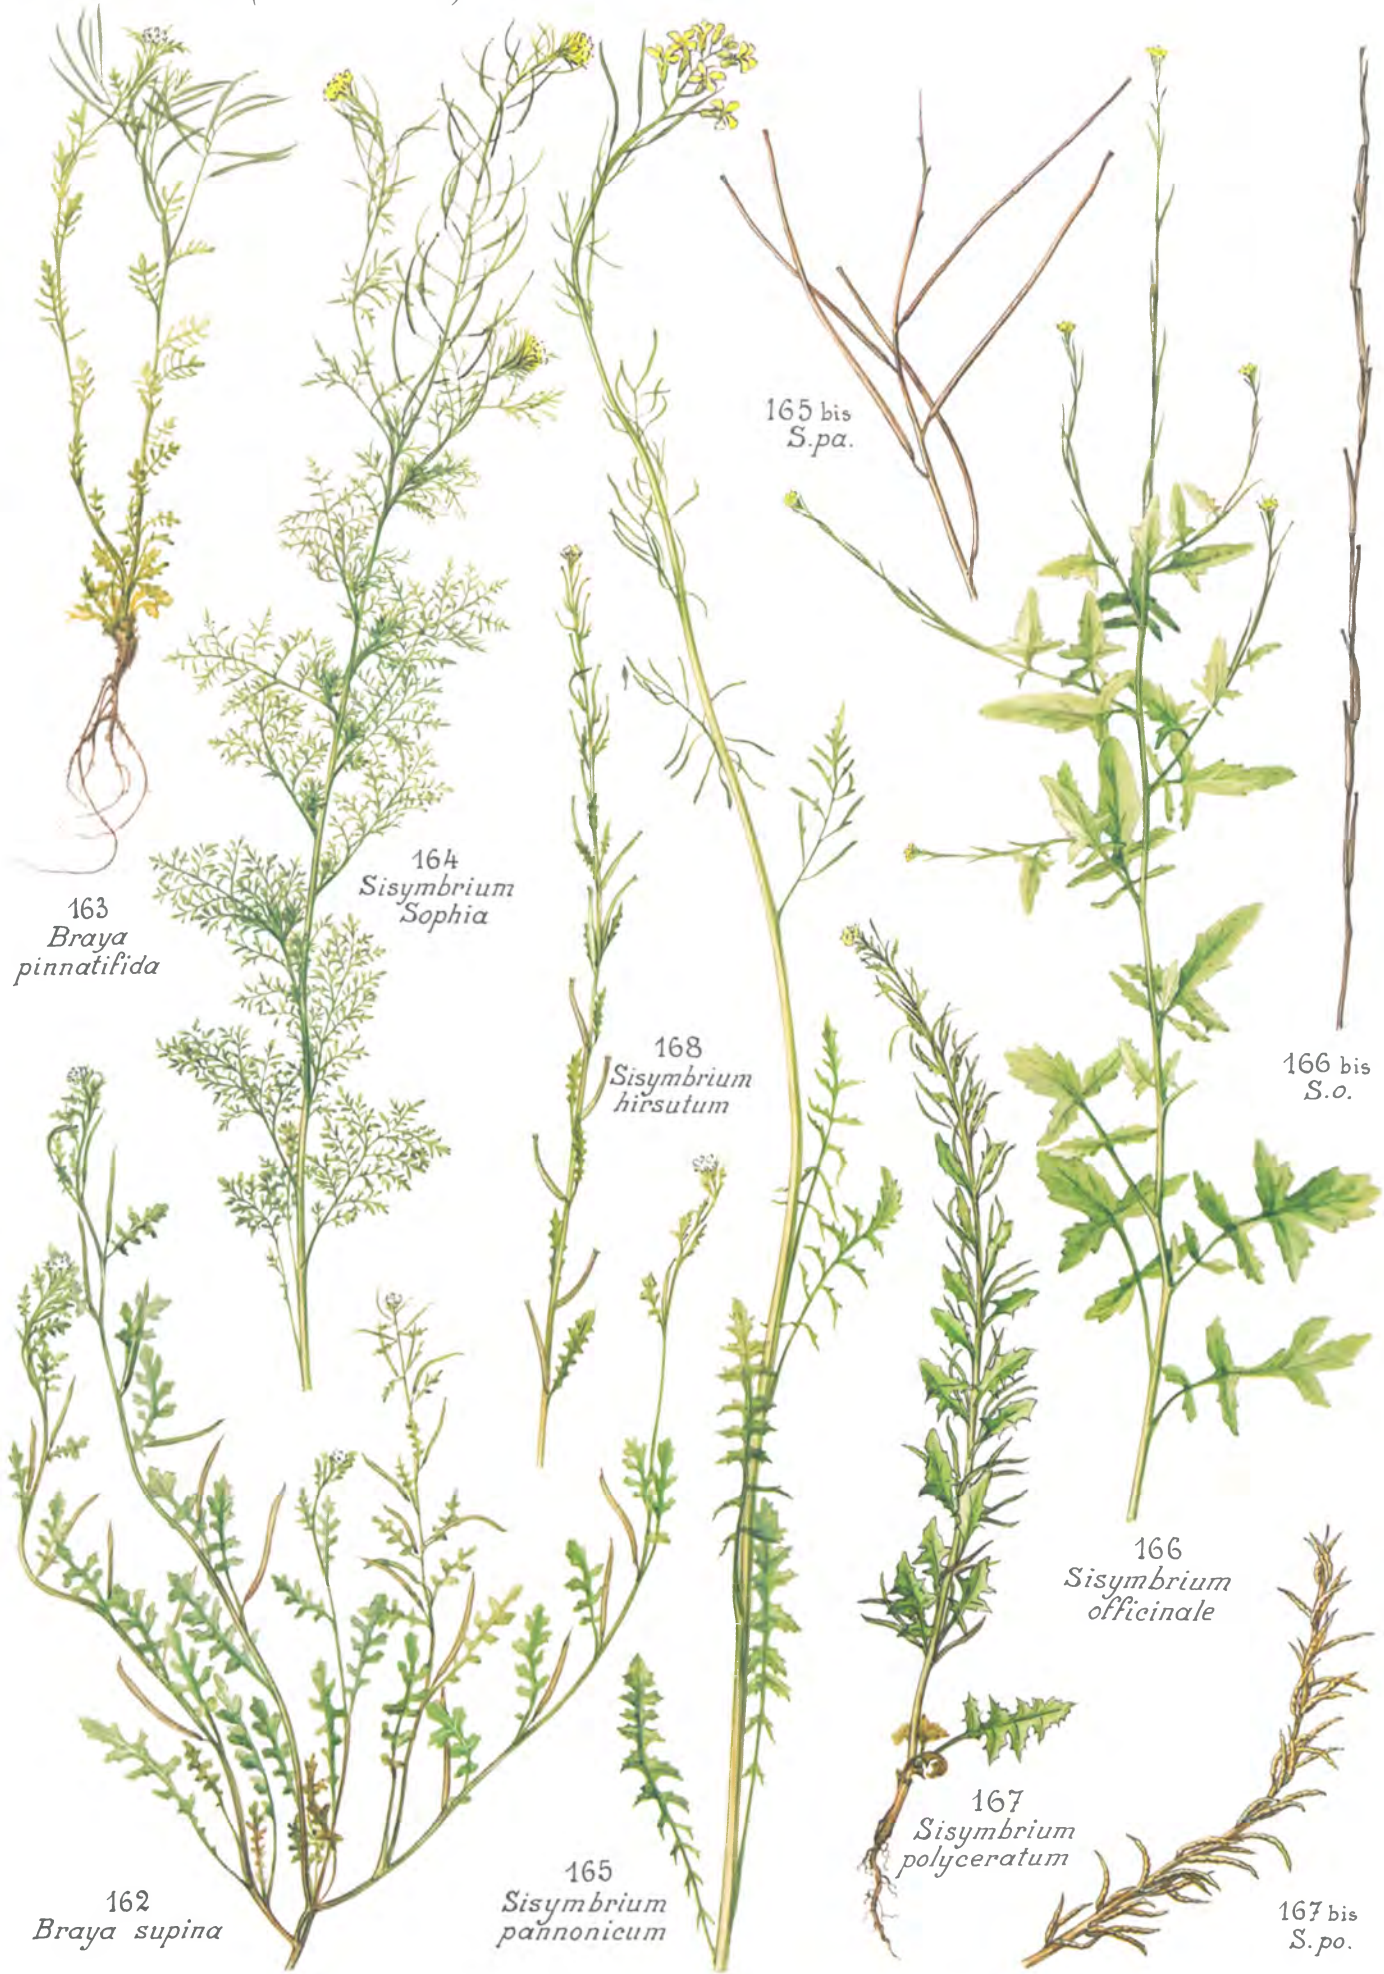 165 bis
S.pa.
164
Sisymbrium
Sophia
163
Braya
pinnatifida
168
Sisymbrium
hirsutum
166 bis
S.o.
166
Sisymbrium
officinale
167
Sisymbrium
polyceratum
165
Sisymbrium
pannonicum
162
Braya supina
167 bis
S. po.